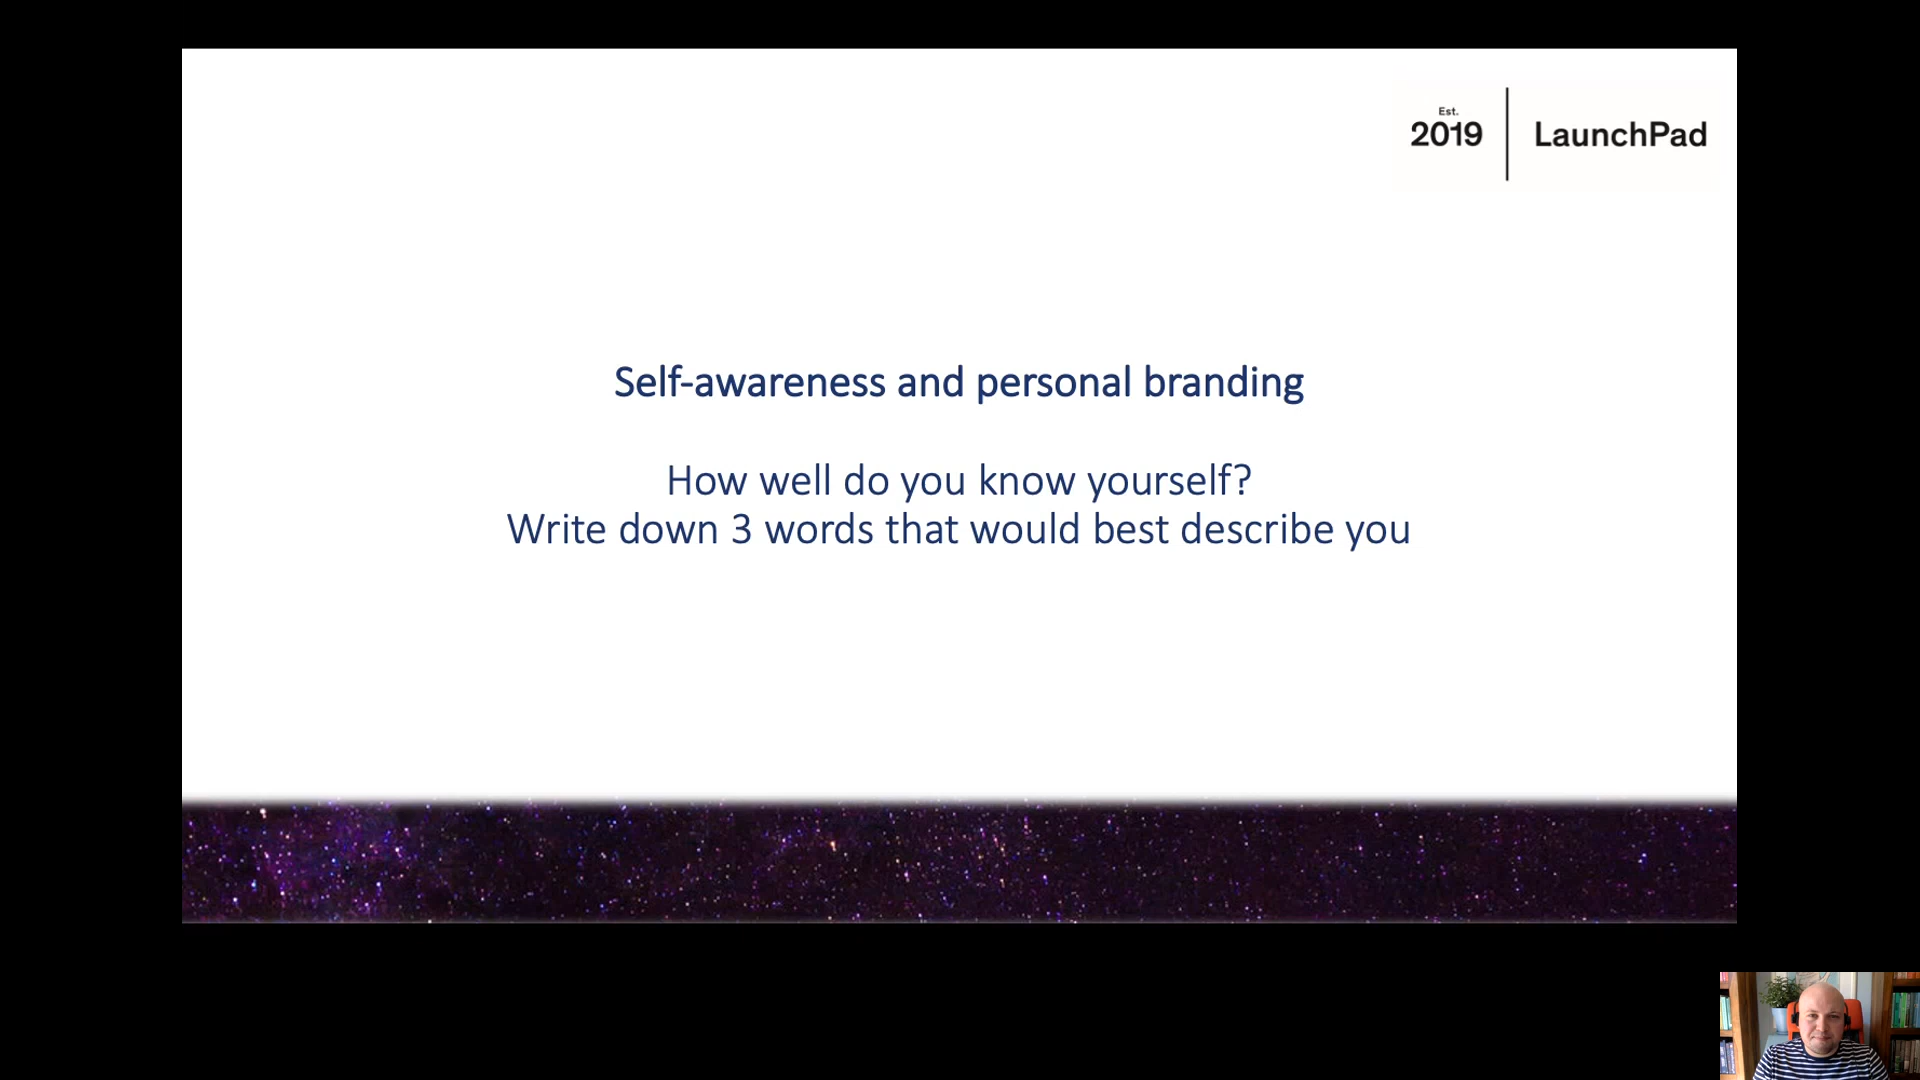 Est.
2019
LaunchPad
Self-awareness and personal branding
How well do you know yourself?
Write down 3 words that would best describe you